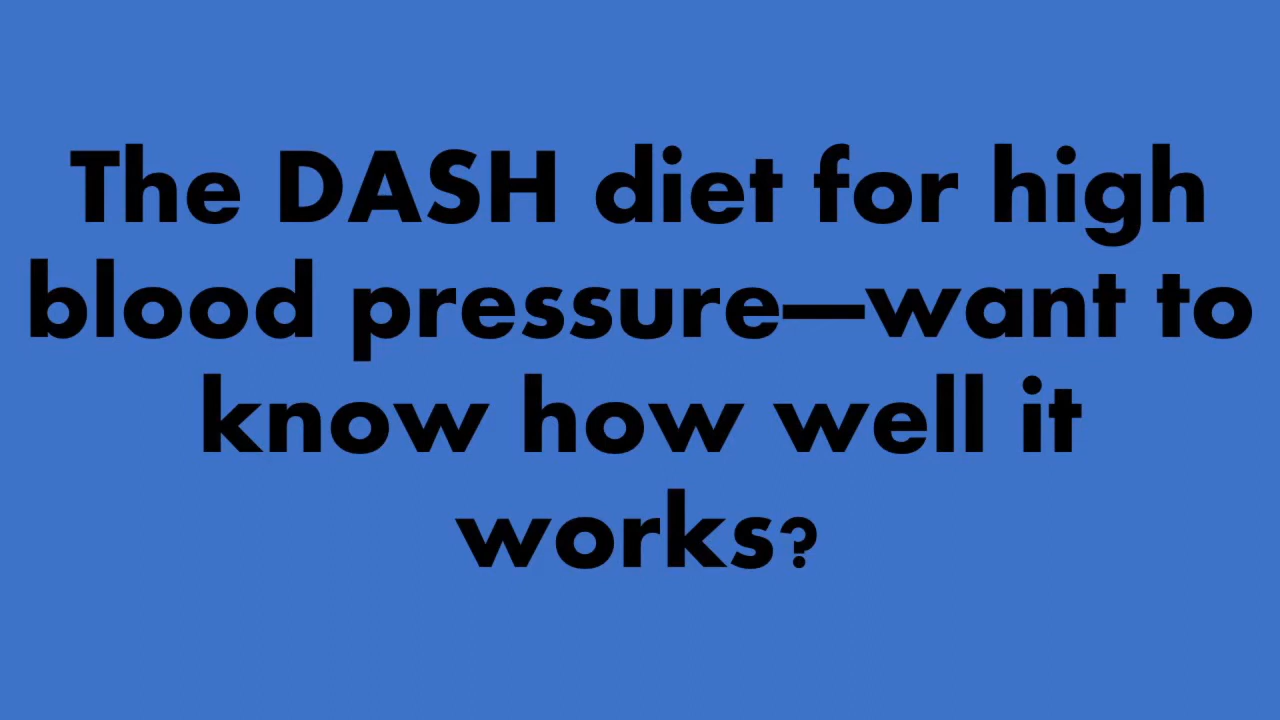 The DASH diet for high
blood pressure—want to
know how well it
works?